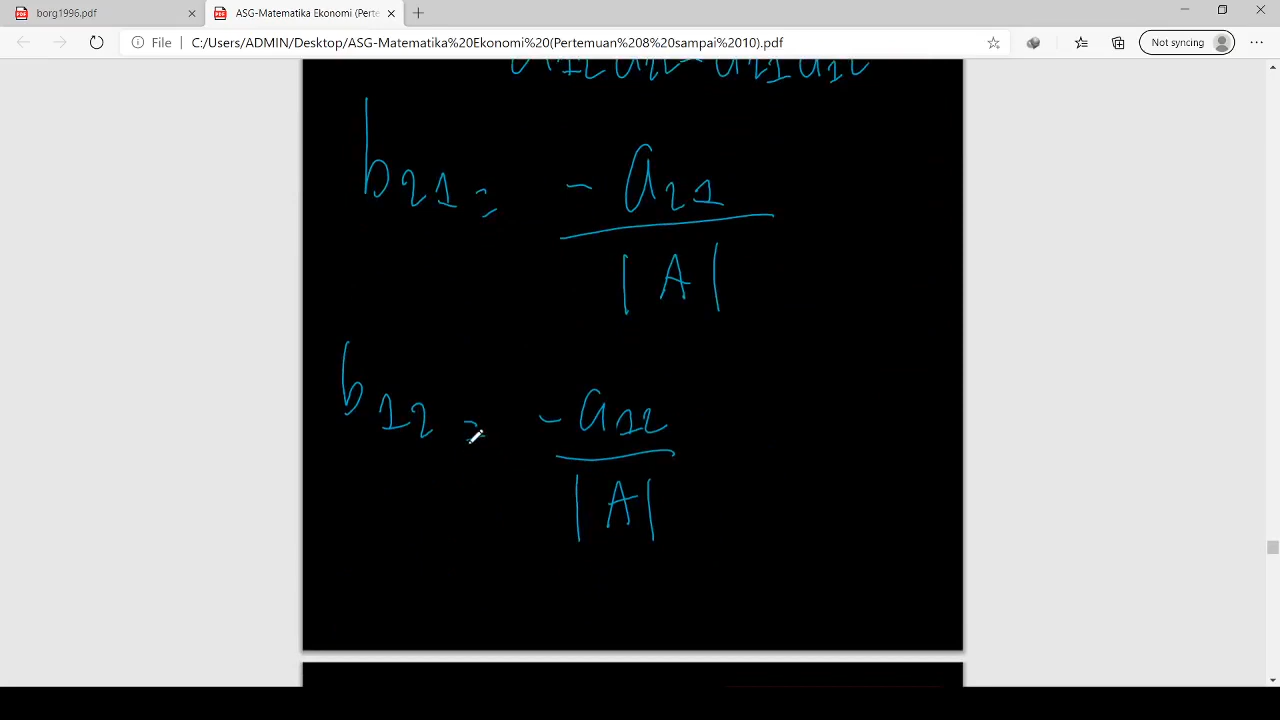 borg1996.pdf
ASG-Matematika Ekonomi (Perte
Not syncing
File
C:/Users/ADMIN/Desktop/ASG-Matematika%20Ekonomi%20(Pertemuan%208%20sampai%2010).pdf
b21 = - a21
|A|
b12 = - a12
|A|